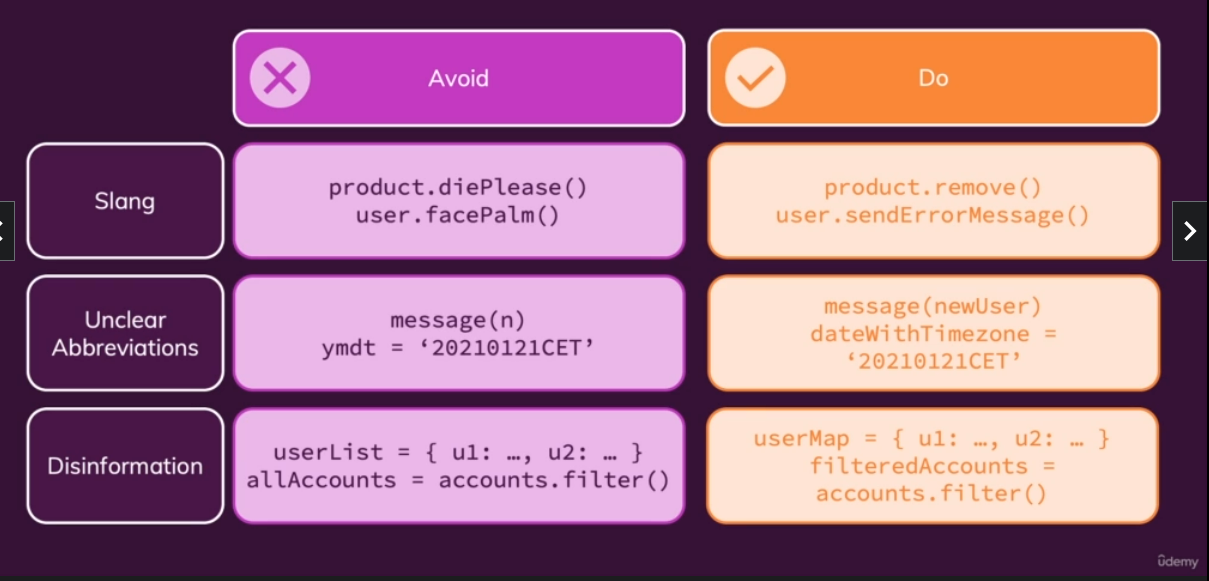 Avoid
Do
Slang
product.diePlease()
user.facePalm()
product.remove()
user.sendErrorMessage()
Unclear
Abbreviations
message(n)
ymdt = ‘20210121CET’
message(newUser)
dateWithTimezone =
‘20210121CET’
Disinformation
userList = { u1: …, u2: … }
allAccounts = accounts.filter()
userMap = { u1: …, u2: … }
filteredAccounts =
accounts.filter()
ûdemy